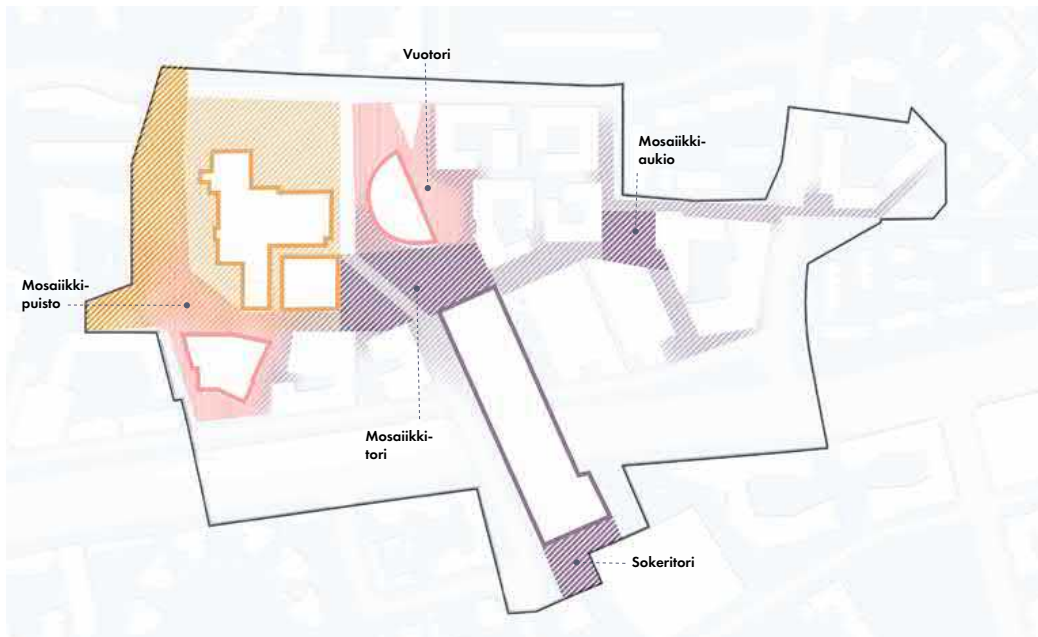 Vuotori
Mosaiikki-
aukio
Mosaiikki-
puisto
Mosaiikki-
tori
Sokeritori